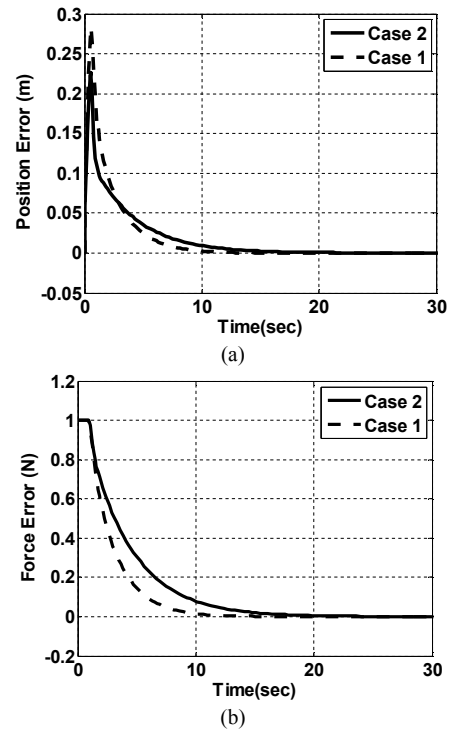 0.3
0.25
0.2
0.15
0.1
0.05
0
-0.05
Position Error (m)
Case 2
Case 1
0 10 20 30
Time(sec)
(a)
1.2
1
0.8
0.6
0.4
0.2
0
-0.2
Force Error (N)
Case 2
Case 1
0 10 20 30
Time(sec)
(b)